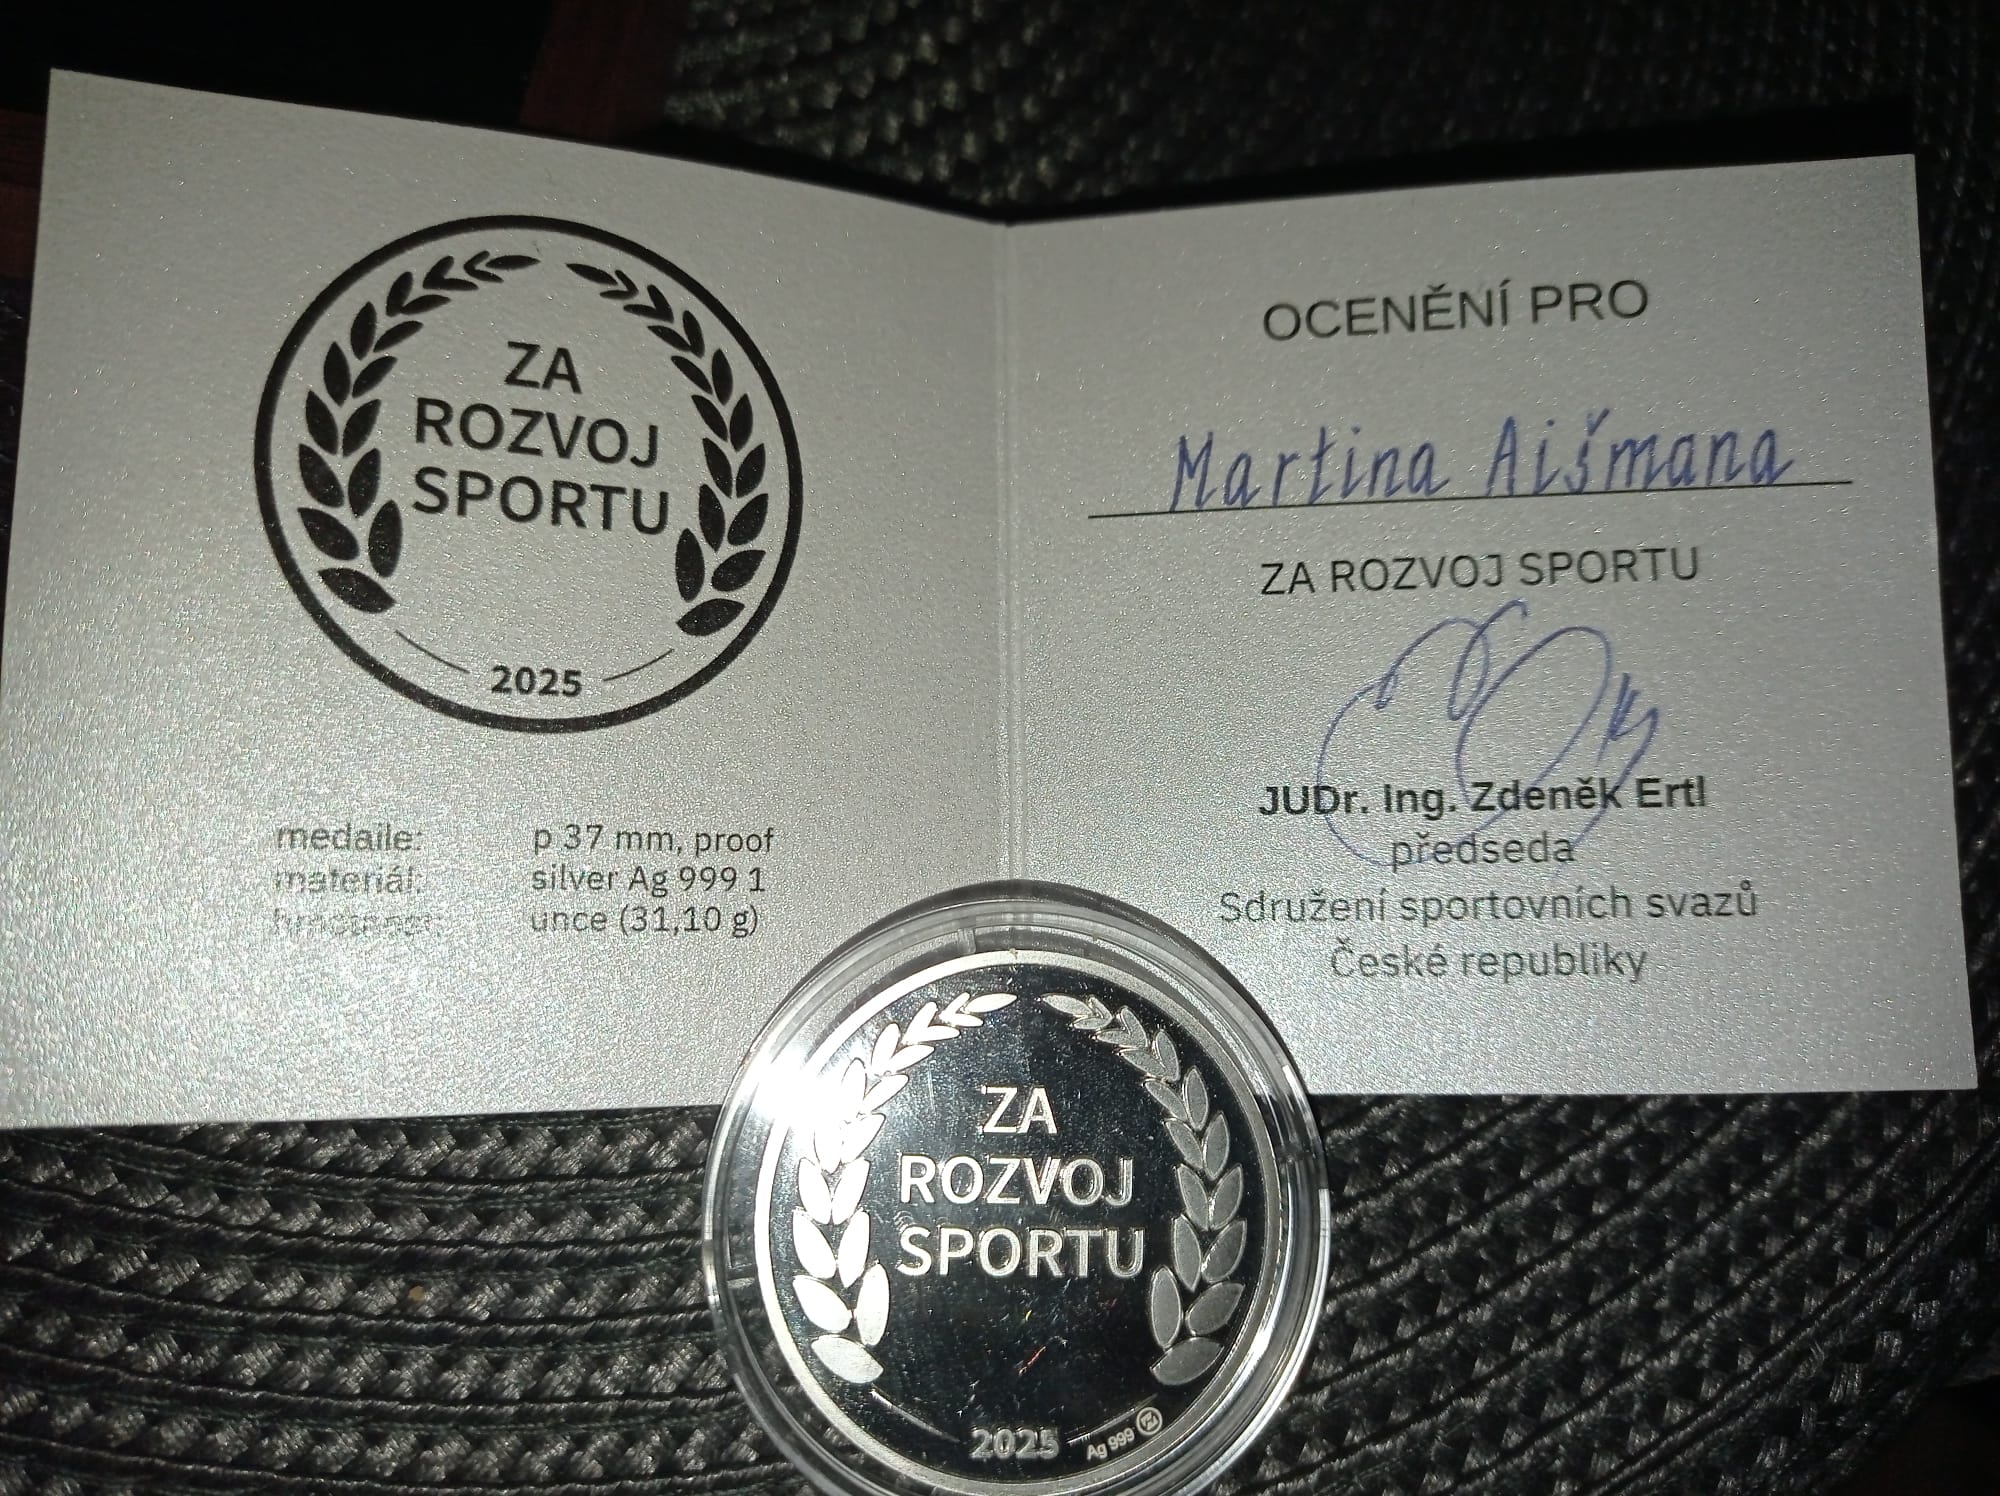 ZA
ROZVOJ
SPORTU
2025
medaile: p 37 mm, proof
materiál: silver Ag 999 1
unce (31,10 g)
OCENĚNÍ PRO
Martina Aišmana
ZA ROZVOJ SPORTU
JUDr. Ing. Zdeněk Ertl
předseda
Sdružení sportovních svazů
České republiky
ZA
ROZVOJ
SPORTU
2025 Ag 999